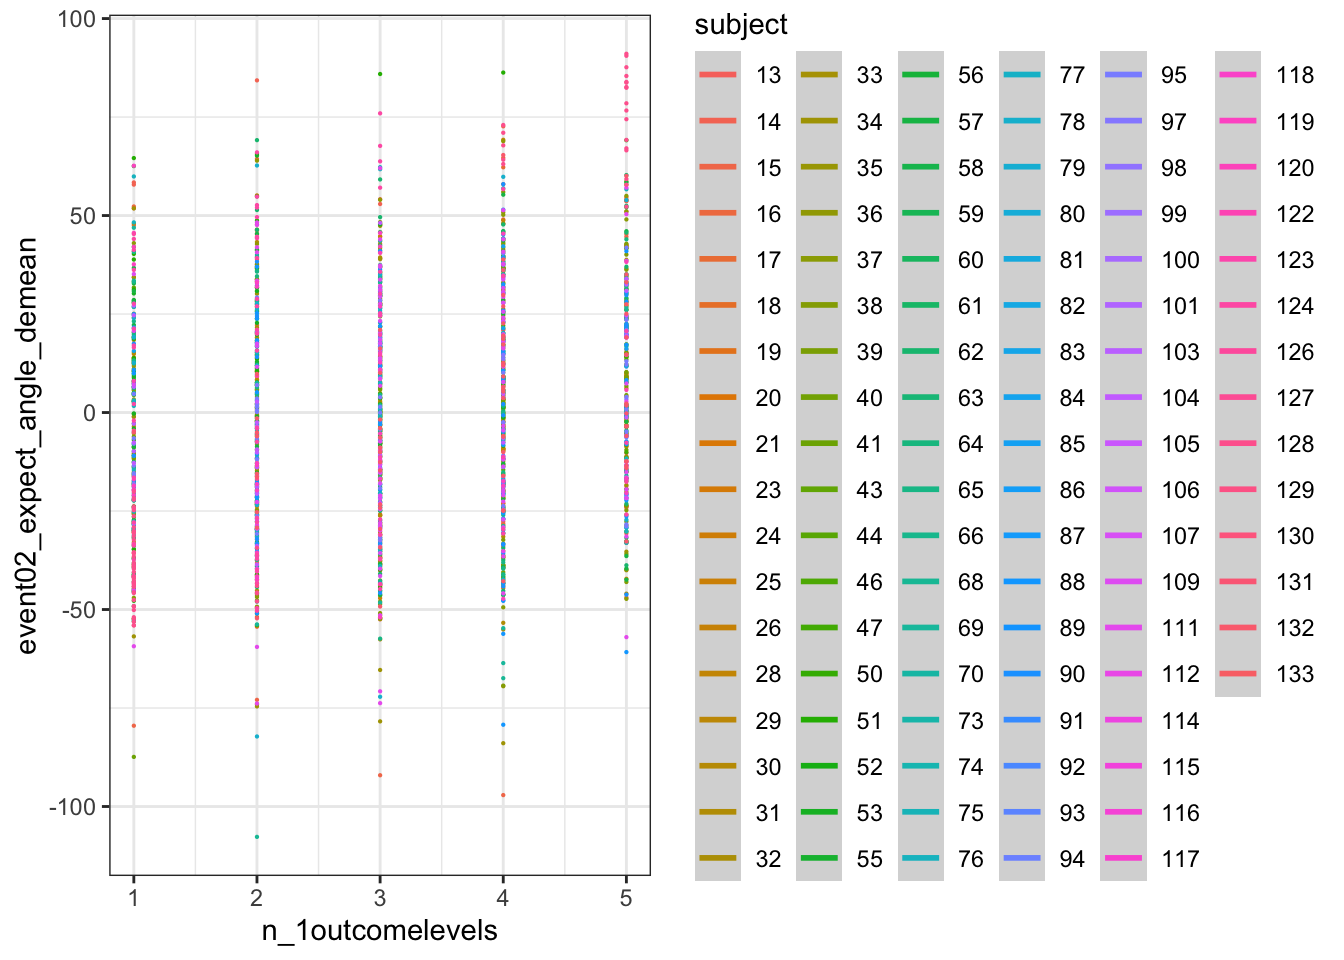 event02_expect_angle_demean
100
50
0
-50
-100
1 2 3 4 5
n_1outcomelevels
subject
13 33 56 77 95 118
14 34 57 78 97 119
15 35 58 79 98 120
16 36 59 80 99 122
17 37 60 81 100 123
18 38 61 82 101 124
19 39 62 83 103 126
20 40 63 84 104 127
21 41 64 85 105 128
23 43 65 86 106 129
24 44 66 87 107 130
25 46 68 88 109 131
26 47 69 89 111 132
28 50 70 90 112 133
29 51 73 91 114
30 52 74 92 115
31 53 75 93 116
32 55 76 94 117